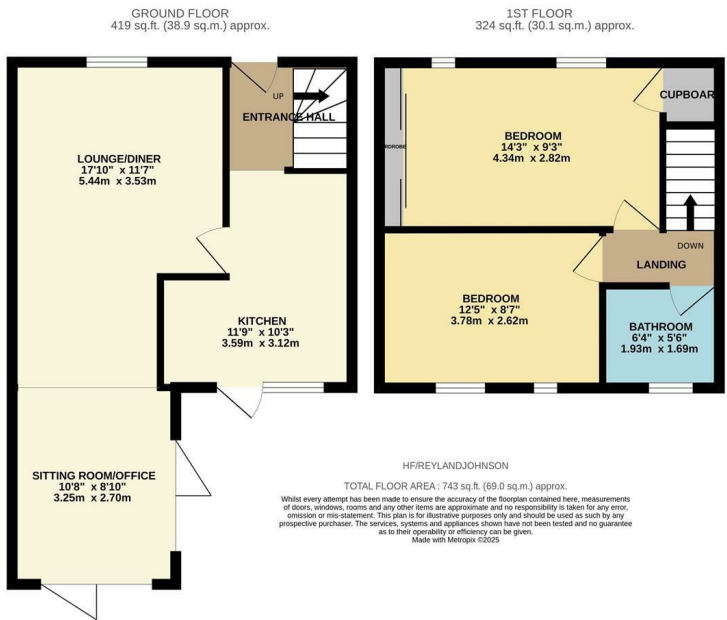 GROUND FLOOR
419 sq.ft. (38.9 sq.m.) approx.
UP
ENTRANCE HALL
LOUNGE/DINER
17'10" x 11'7"
5.44m x 3.53m
KITCHEN
11'9" x 10'3"
3.59m x 3.12m
SITTING ROOM/OFFICE
10'8" x 8'10"
3.25m x 2.70m
1ST FLOOR
324 sq.ft. (30.1 sq.m.) approx.
CUPBOAR
BEDROOM
14'3" x 9'3"
4.34m x 2.82m
RDROBE
DOWN
LANDING
BEDROOM
12'5" x 8'7"
3.78m x 2.62m
BATHROOM
6'4" x 5'6"
1.93m x 1.69m
HF/REYLANDJOHNSON
TOTAL FLOOR AREA : 743 sq.ft. (69.0 sq.m.) approx.
Whilst every attempt has been made to ensure the accuracy of the floorplan contained here, measurements
of doors, windows, rooms and any other items are approximate and no responsibility is taken for any error,
omission or mis-statement. This plan is for illustrative purposes only and should be used as such by any
prospective purchaser. The services, systems and appliances shown have not been tested and no guarantee
as to their operability or efficiency can be given.
Made with Metropix ©2025